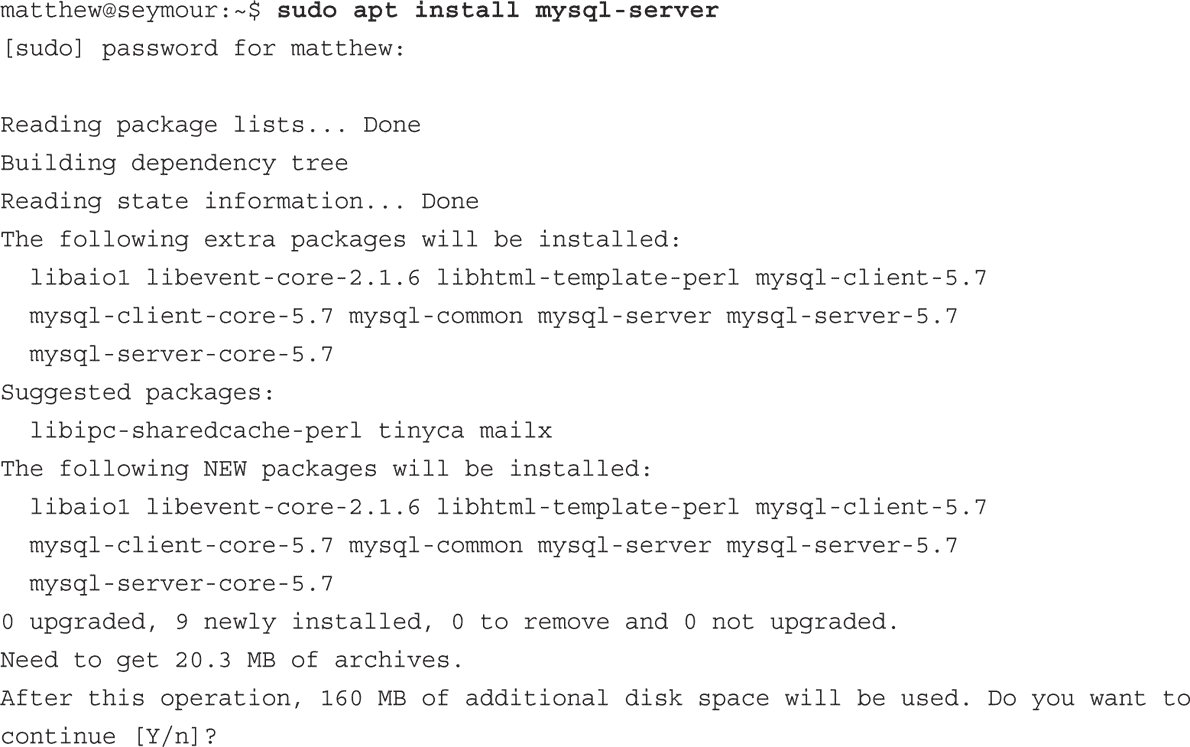 matthew@seymour:~$ sudo apt install mysql-server
[sudo] password for matthew:
Reading package lists... Done
Building dependency tree
Reading state information... Done
The following extra packages will be installed:
libaio1 libevent-core-2.1.6 libhtml-template-perl mysql-client-5.7
mysql-client-core-5.7 mysql-common mysql-server mysql-server-5.7
mysql-server-core-5.7
Suggested packages:
libipc-sharedcache-perl tinyca mailx
The following NEW packages will be installed:
libaio1 libevent-core-2.1.6 libhtml-template-perl mysql-client-5.7
mysql-client-core-5.7 mysql-common mysql-server mysql-server-5.7
mysql-server-core-5.7
0 upgraded, 9 newly installed, 0 to remove and 0 not upgraded.
Need to get 20.3 MB of archives.
After this operation, 160 MB of additional disk space will be used. Do you want to
continue [Y/n]?